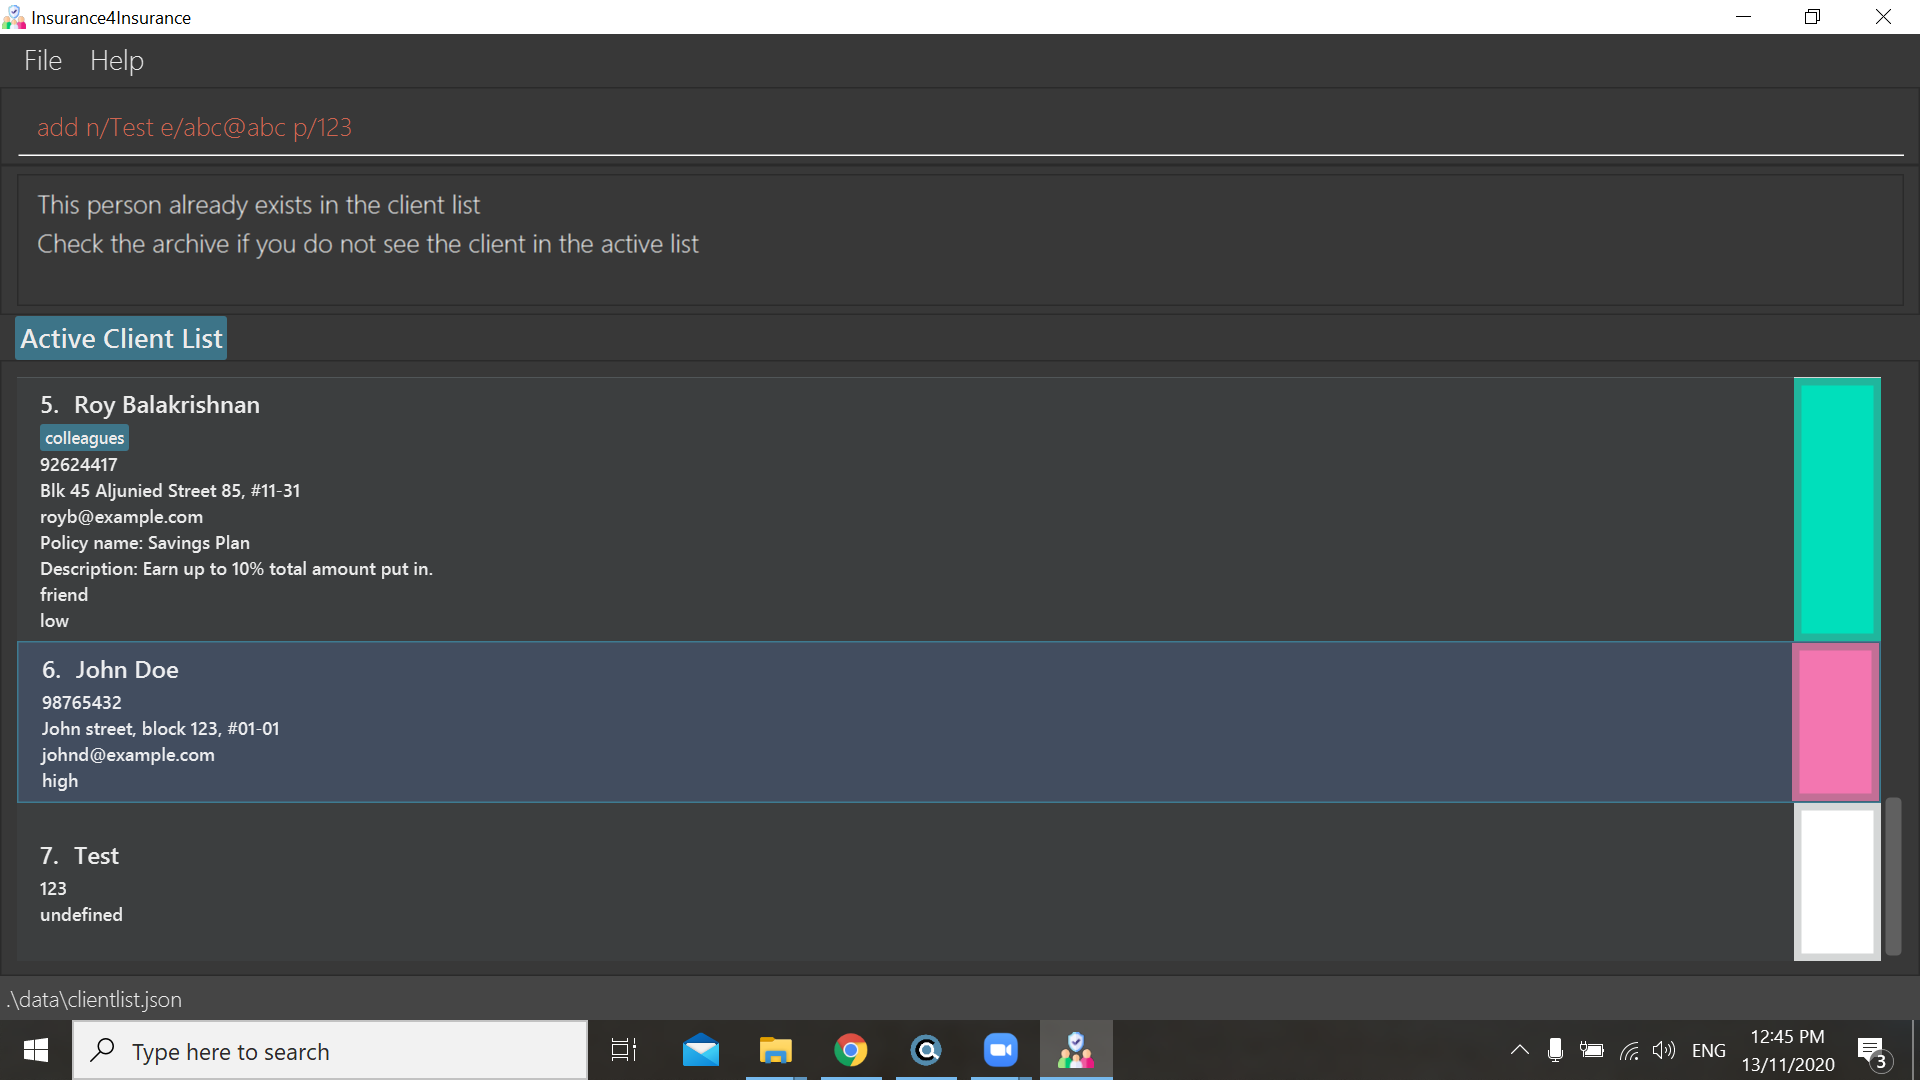 Insurance4Insurance
File Help
add n/Test e/abc@abc p/123
This person already exists in the client list
Check the archive if you do not see the client in the active list
Active Client List
5. Roy Balakrishnan
colleagues
92624417
Blk 45 Aljunied Street 85, #11-31
royb@example.com
Policy name: Savings Plan
Description: Earn up to 10% total amount put in.
friend
low
6. John Doe
98765432
John street, block 123, #01-01
johnd@example.com
high
7. Test
123
undefined
.\data\clientlist.json
Type here to search
ENG
12:45 PM
13/11/2020
3